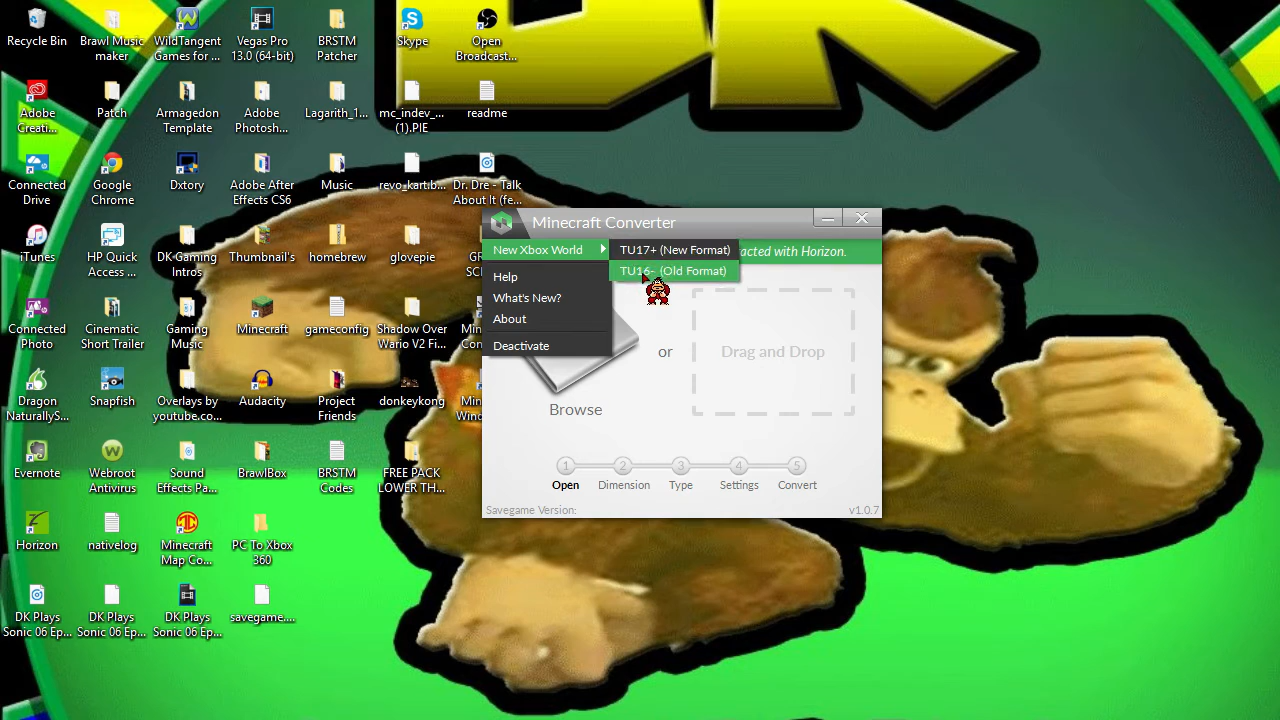 DK
Recycle Bin
Brawl Music
maker
WildTangent
Games for ...
Vegas Pro
13.0 (64-bit)
BRSTM
Patcher
Skype
Open
Broadcast...
Adobe
Creati...
Patch
Armagedon
Template
Adobe
Photosh...
Lagarith_1...
mc_indev_...
(1).PIE
readme
Connected
Drive
Google
Chrome
Dxtory
Adobe After
Effects CS6
Music
revo_kart.b...
Dr. Dre - Talk
About It (fe...
iTunes
HP Quick
Access ...
DK Gaming
Intros
Thumbnail's
homebrew
glovepie
Connected
Photo
Cinematic
Short Trailer
Gaming
Music
Minecraft
gameconfig
Shadow Over
Wario V2 Fi...
Dragon
NaturallyS...
Snapfish
Overlays by
youtube.co...
Audacity
Project
Friends
donkeykong
Evernote
Webroot
Antivirus
Sound
Effects Pa...
BrawlBox
BRSTM
Codes
FREE PACK
LOWER TH...
Horizon
nativelog
Minecraft
Map Co...
PC To Xbox
360
DK Plays
Sonic 06 Ep...
DK Plays
Sonic 06 Ep...
DK Plays
Sonic 06 Ep...
savegame....
Minecraft Converter
New Xbox World
TU17+ (New Format)
acted with Horizon.
TU16- (Old Format)
Help
What's New?
About
Deactivate
or
Drag and Drop
Browse
1 2 3 4 5
Open Dimension Type Settings Convert
Savegame Version:
v1.0.7